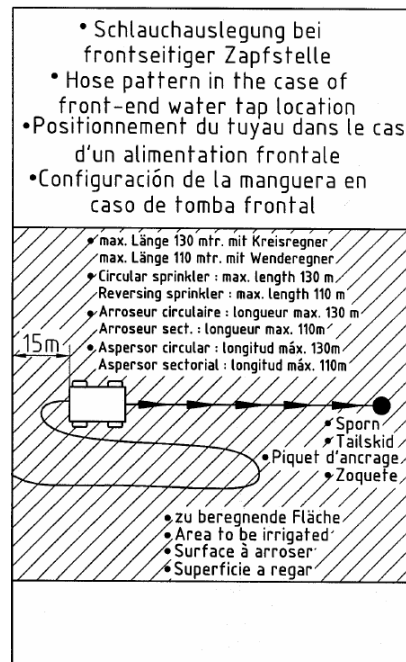 • Schlauchauslegung bei
frontseitiger Zapfstelle
• Hose pattern in the case of
front-end water tap location
•Positionnement du tuyau dans le cas
d'un alimentation frontale
•Configuración de la manguera en
caso de tomba frontal
• max. Länge 130 mtr. mit Kreisregner
max. Länge 110 mtr. mit Wenderegner
• Circular sprinkler : max. length 130 m
Reversing sprinkler : max. length 110 m
• Arroseur circulaire : longueur max. 130 m
Arroseur sect. : longueur max. 110m
• Aspersor circular : longitud máx. 130m
Aspersor sectorial : longitud máx. 110m
15m
• Sporn
• Tailskid
• Piquet d'ancrage
• Zoquete
• zu beregnende Fläche
• Area to be irrigated
• Surface à arroser
• Superficie a regar